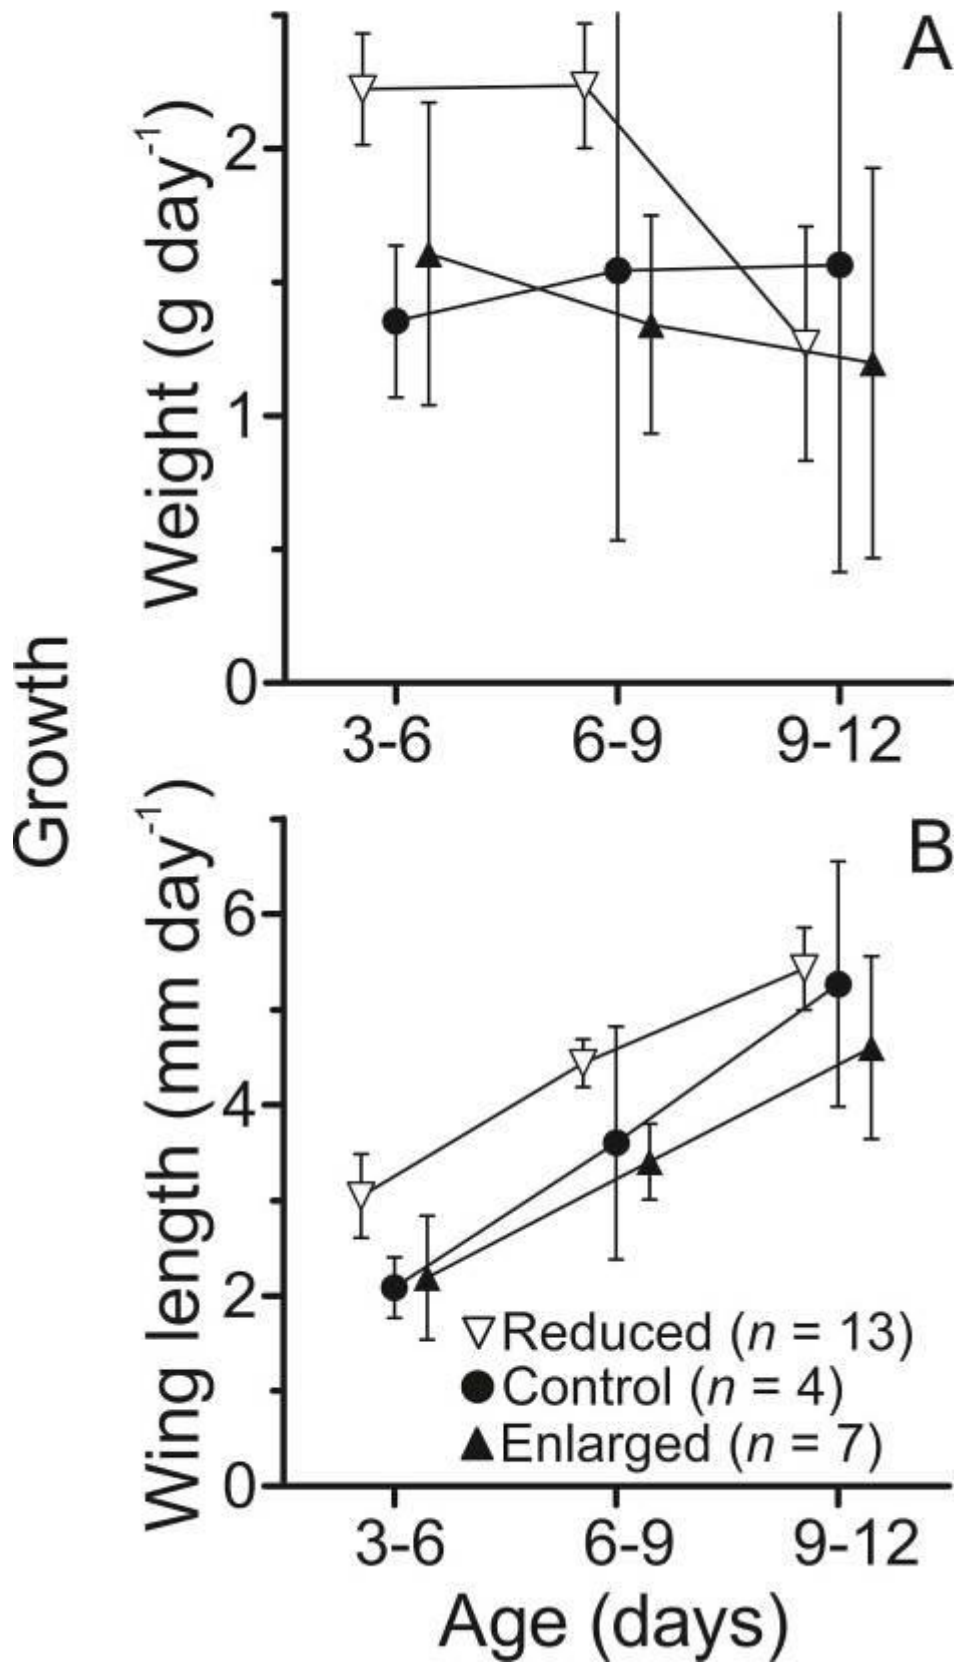 Growth
A
Weight (g day⁻¹)
2
1
0
3-6 6-9 9-12
B
Wing length (mm day⁻¹)
6
4
2
0
Reduced (n = 13)
Control (n = 4)
Enlarged (n = 7)
3-6 6-9 9-12
Age (days)